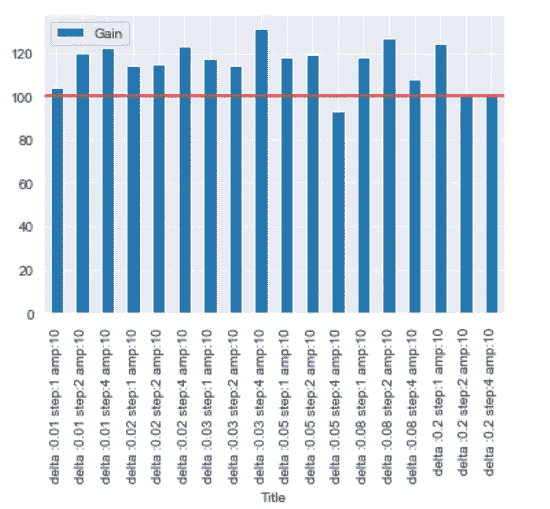 Gain
120
100
80
60
40
20
0
delta :0.01 step:1 amp:10
delta :0.01 step:2 amp:10
delta :0.01 step:4 amp:10
delta :0.02 step:1 amp:10
delta :0.02 step:2 amp:10
delta :0.02 step:4 amp:10
delta :0.03 step:1 amp:10
delta :0.03 step:2 amp:10
delta :0.03 step:4 amp:10
delta :0.05 step:1 amp:10
delta :0.05 step:2 amp:10
delta :0.05 step:4 amp:10
delta :0.08 step:1 amp:10
delta :0.08 step:2 amp:10
delta :0.08 step:4 amp:10
delta :0.2 step:1 amp:10
delta :0.2 step:2 amp:10
delta :0.2 step:4 amp:10
Title